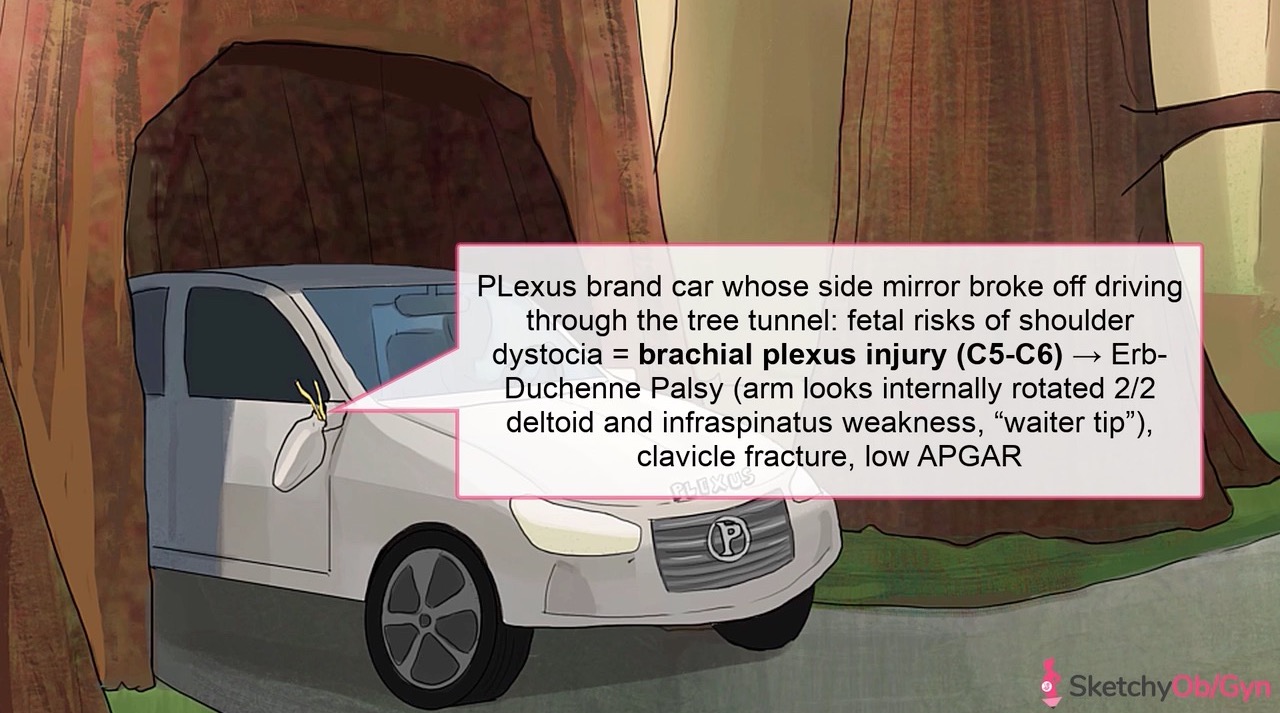 PLexus brand car whose side mirror broke off driving
through the tree tunnel: fetal risks of shoulder
dystocia = brachial plexus injury (C5-C6) → Erb-
Duchenne Palsy (arm looks internally rotated 2/2
deltoid and infraspinatus weakness, “waiter tip”),
clavicle fracture, low APGAR
PLEXUS
P
SketchyOb/Gyn